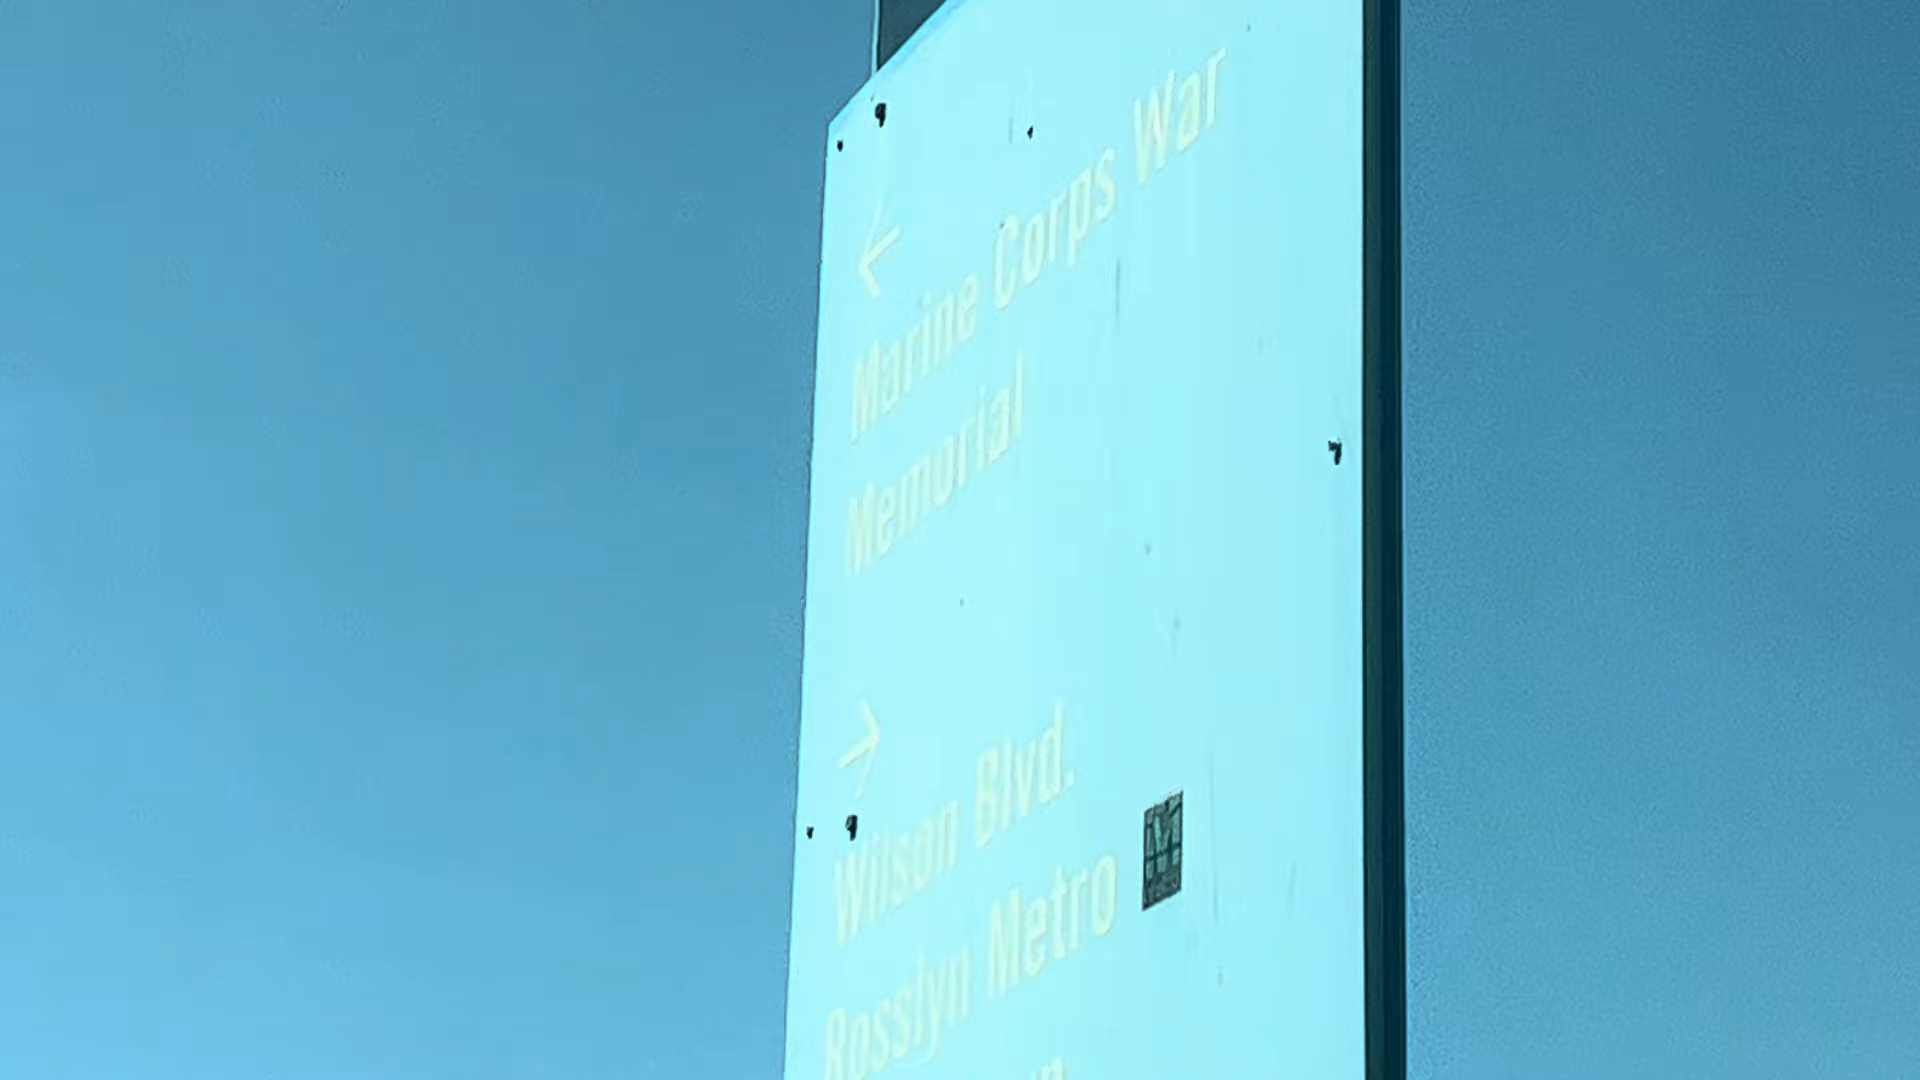 ←
Marine Corps War
Memorial
→
Wilson Blvd.
Rosslyn Metro M